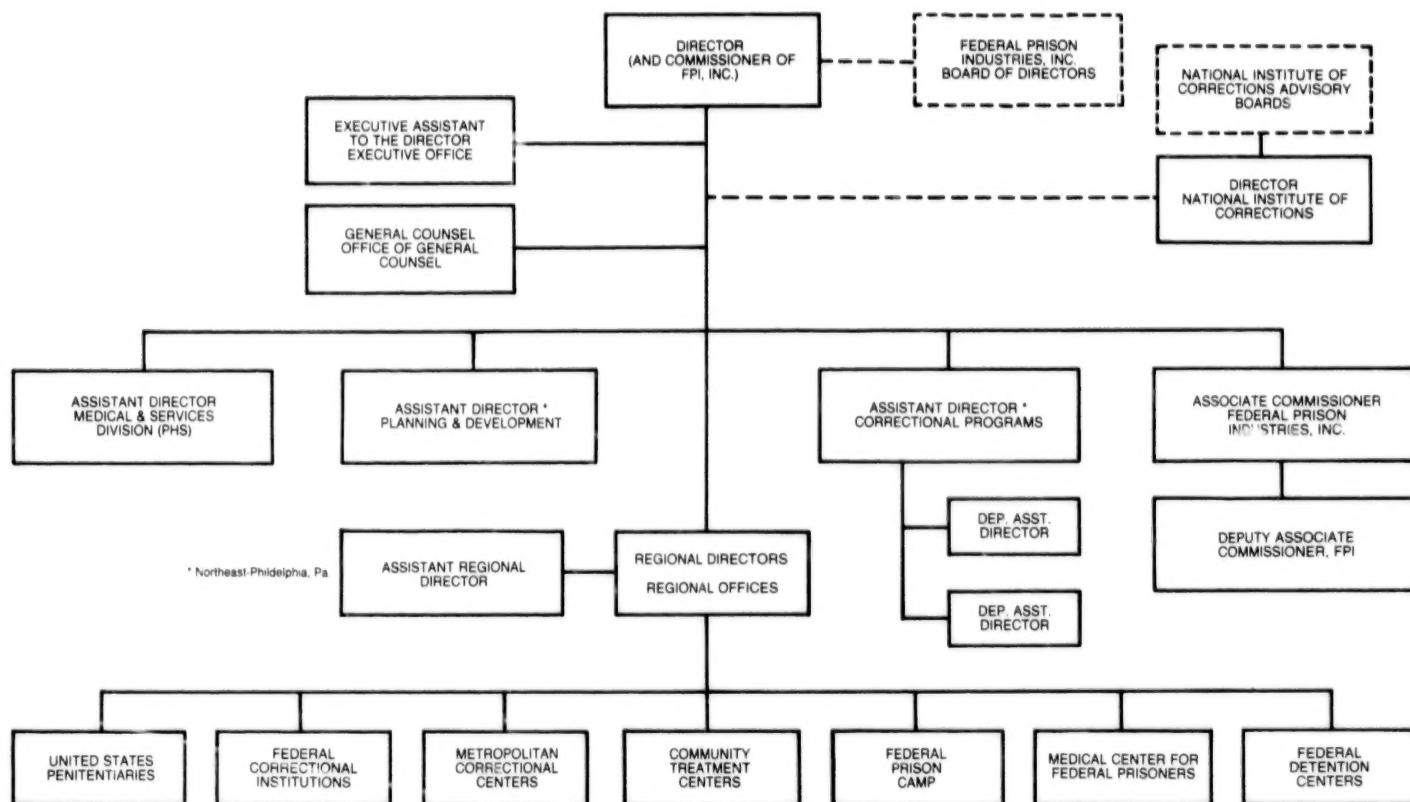 DIRECTOR
(AND COMMISSIONER OF
FPI, INC.)
FEDERAL PRISON
INDUSTRIES, INC.
BOARD OF DIRECTORS
NATIONAL INSTITUTE OF
CORRECTIONS ADVISORY
BOARDS
EXECUTIVE ASSISTANT
TO THE DIRECTOR
EXECUTIVE OFFICE
DIRECTOR
NATIONAL INSTITUTE OF
CORRECTIONS
GENERAL COUNSEL
OFFICE OF GENERAL
COUNSEL
ASSISTANT DIRECTOR
MEDICAL & SERVICES
DIVISION (PHS)
ASSISTANT DIRECTOR *
PLANNING & DEVELOPMENT
ASSISTANT DIRECTOR *
CORRECTIONAL PROGRAMS
ASSOCIATE COMMISSIONER
FEDERAL PRISON
INDUSTRIES, INC.
DEP. ASST.
DIRECTOR
DEPUTY ASSOCIATE
COMMISSIONER, FPI
* Northeast-Phildelphia, Pa.
ASSISTANT REGIONAL
DIRECTOR
REGIONAL DIRECTORS
REGIONAL OFFICES
DEP. ASST.
DIRECTOR
UNITED STATES
PENITENTIARIES
FEDERAL
CORRECTIONAL
INSTITUTIONS
METROPOLITAN
CORRECTIONAL
CENTERS
COMMUNITY
TREATMENT
CENTERS
FEDERAL
PRISON
CAMP
MEDICAL CENTER FOR
FEDERAL PRISONERS
FEDERAL
DETENTION
CENTERS